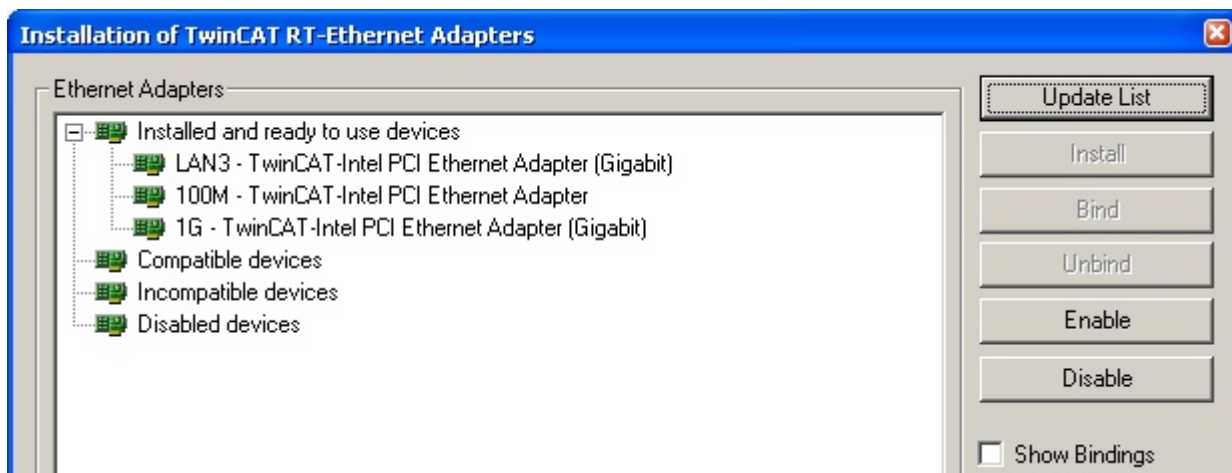 Installation of TwinCAT RT-Ethernet Adapters
Ethernet Adapters
Installed and ready to use devices
LAN3 - TwinCAT-Intel PCI Ethernet Adapter (Gigabit)
100M - TwinCAT-Intel PCI Ethernet Adapter
1G - TwinCAT-Intel PCI Ethernet Adapter (Gigabit)
Compatible devices
Incompatible devices
Disabled devices
Update List
Install
Bind
Unbind
Enable
Disable
Show Bindings